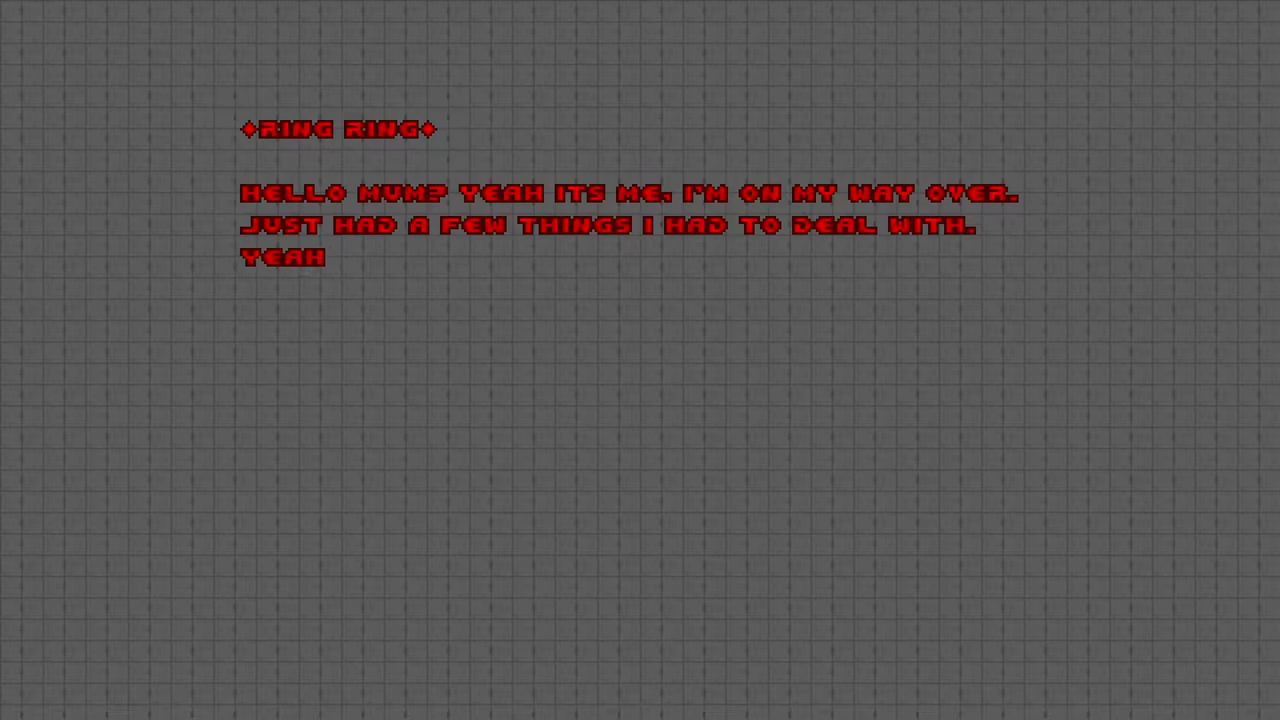 *RING RING*
HELLO MUM? YEAH ITS ME, I'M ON MY WAY OVER.
JUST HAD A FEW THINGS I HAD TO DEAL WITH.
YEAH